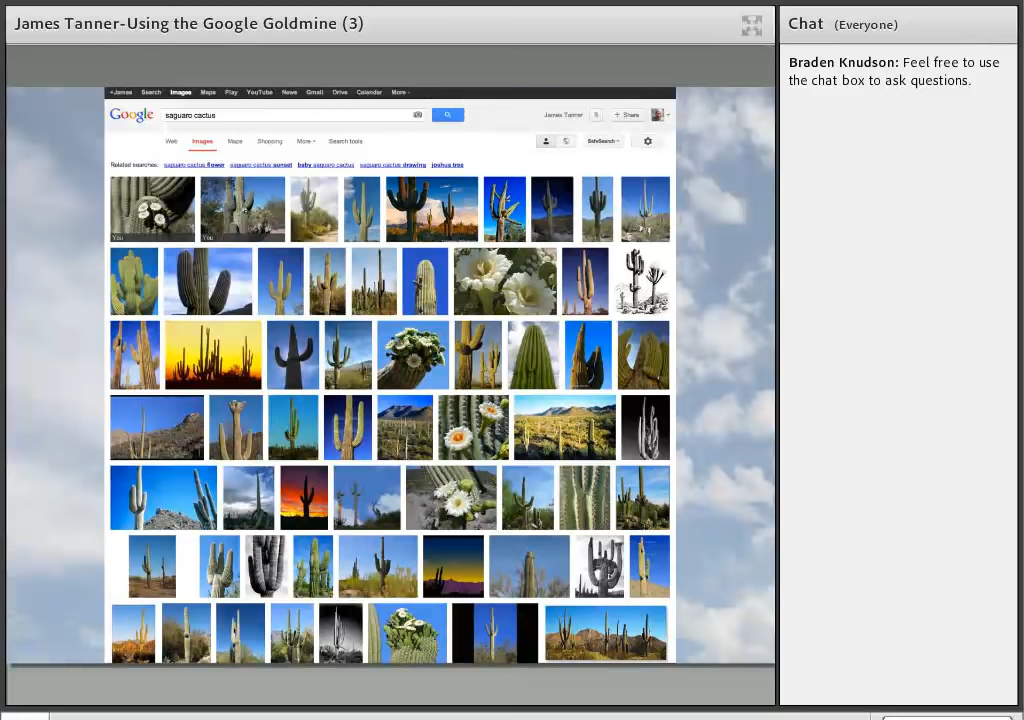 James Tanner-Using the Google Goldmine (3)
Chat (Everyone)
Braden Knudson: Feel free to use
the chat box to ask questions.
+James Search Images Maps Play YouTube News Gmail Drive Calendar More
Google saguaro cactus James Tanner + Share
Web Images Maps Shopping More Search tools SafeSearch
Related searches: saguaro cactus flower saguaro cactus sunset baby saguaro cactus saguaro cactus drawing joshua tree
You You